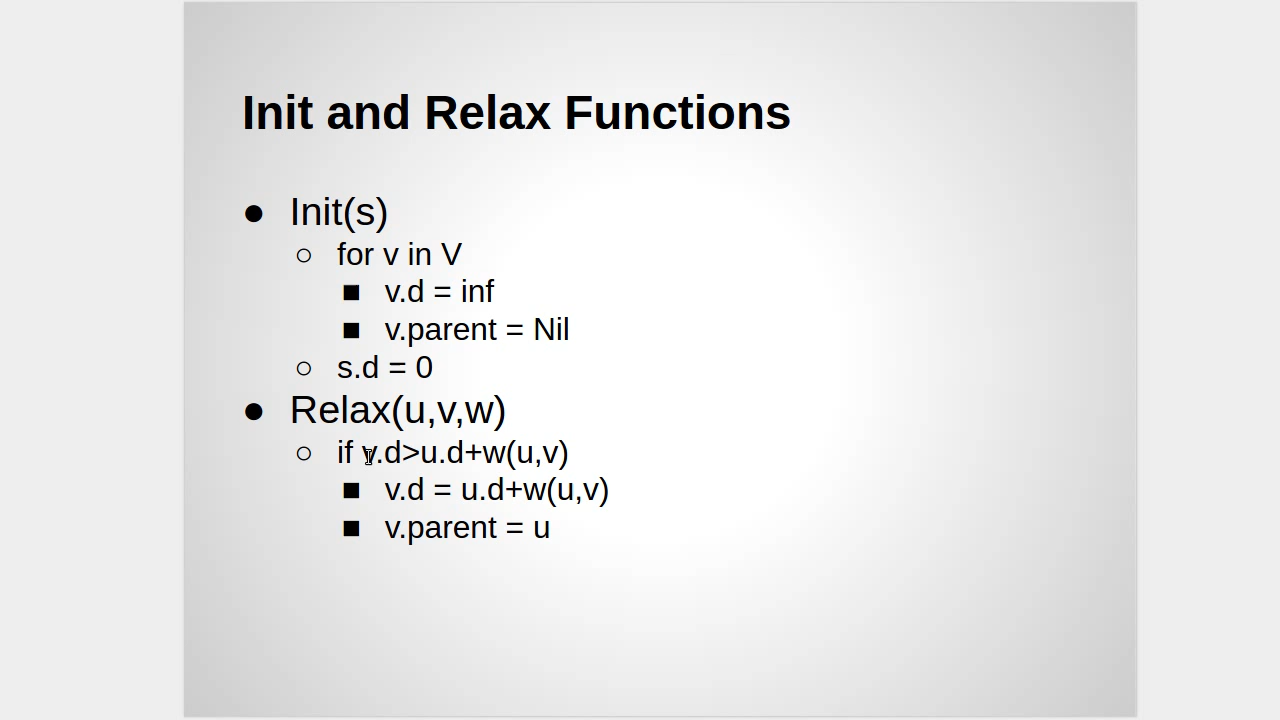 Init and Relax Functions
● Init(s)
○ for v in V
■ v.d = inf
■ v.parent = Nil
○ s.d = 0
● Relax(u,v,w)
○ if v.d>u.d+w(u,v)
■ v.d = u.d+w(u,v)
■ v.parent = u